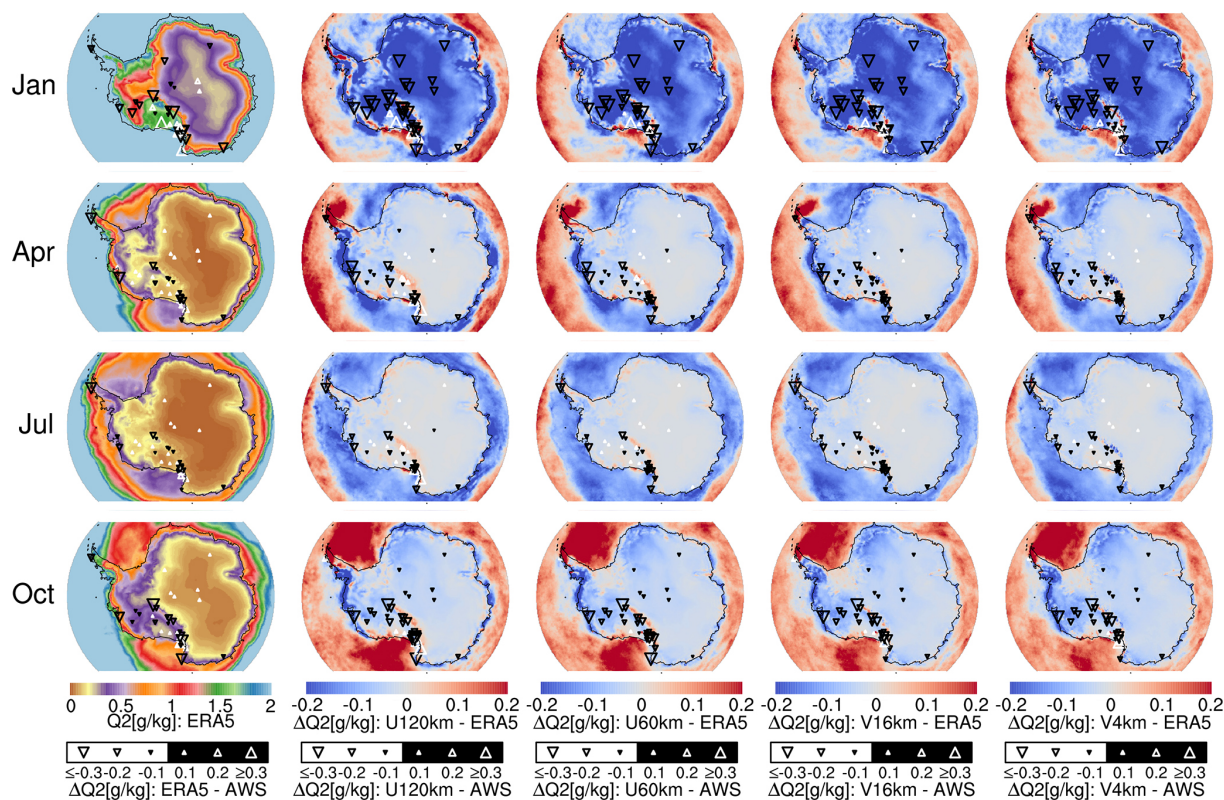 Jan
Apr
Jul
Oct
0 0.5 1 1.5 2
Q2[g/kg]: ERA5
-0.2 -0.1 0 0.1 0.2
ΔQ2[g/kg]: U120km - ERA5
-0.2 -0.1 0 0.1 0.2
ΔQ2[g/kg]: U60km - ERA5
-0.2 -0.1 0 0.1 0.2
ΔQ2[g/kg]: V16km - ERA5
-0.2 -0.1 0 0.1 0.2
ΔQ2[g/kg]: V4km - ERA5
≤-0.3 -0.2 -0.1 0.1 0.2 ≥0.3
ΔQ2[g/kg]: ERA5 - AWS
≤-0.3 -0.2 -0.1 0.1 0.2 ≥0.3
ΔQ2[g/kg]: U120km - AWS
≤-0.3 -0.2 -0.1 0.1 0.2 ≥0.3
ΔQ2[g/kg]: U60km - AWS
≤-0.3 -0.2 -0.1 0.1 0.2 ≥0.3
ΔQ2[g/kg]: V16km - AWS
≤-0.3 -0.2 -0.1 0.1 0.2 ≥0.3
ΔQ2[g/kg]: V4km - AWS